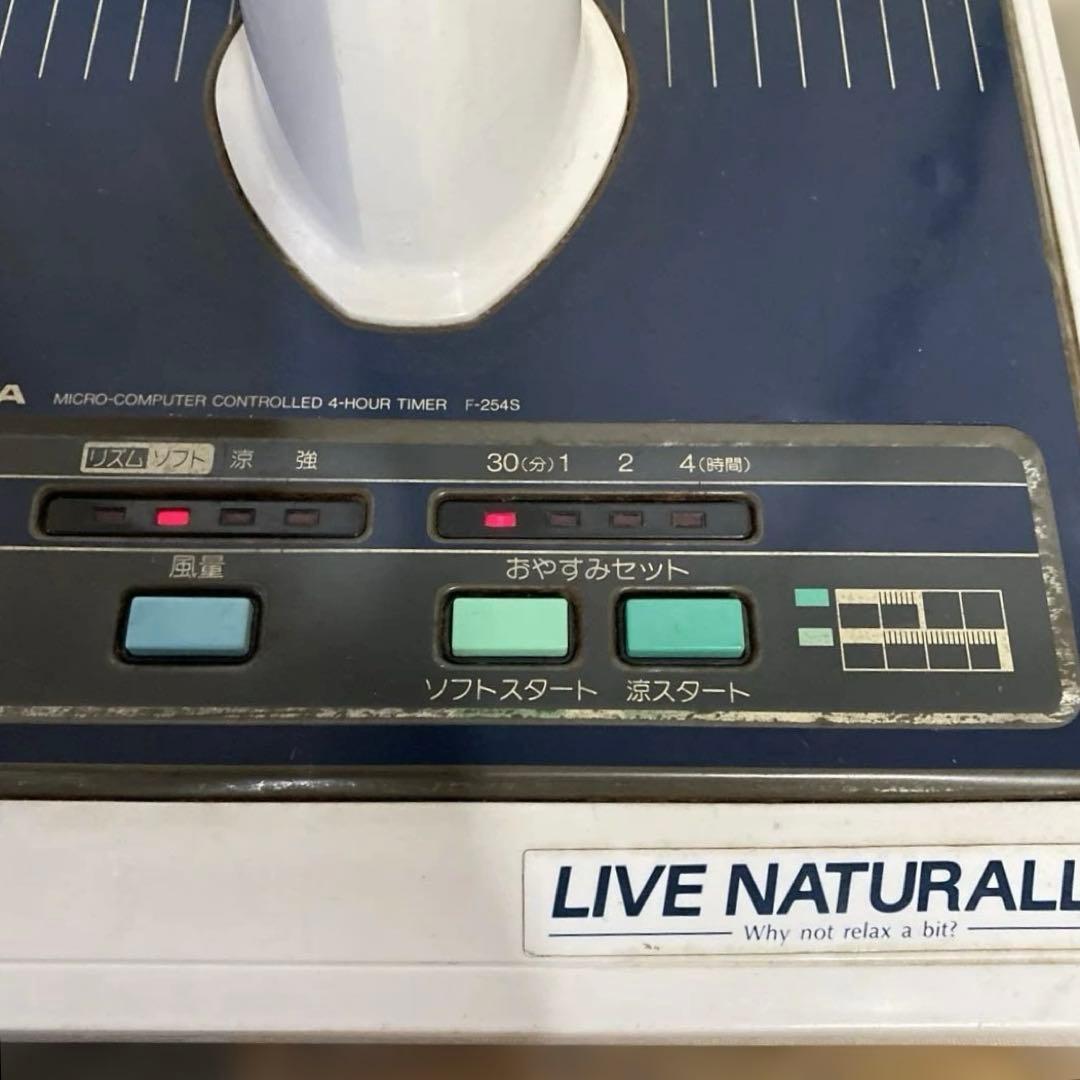 A MICRO-COMPUTER CONTROLLED 4-HOUR TIMER F-254S
リズム ソフト 涼 強 30(分) 1 2 4(時間)
風量 おやすみセット
ソフトスタート 涼スタート
LIVE NATURALL
Why not relax a bit?